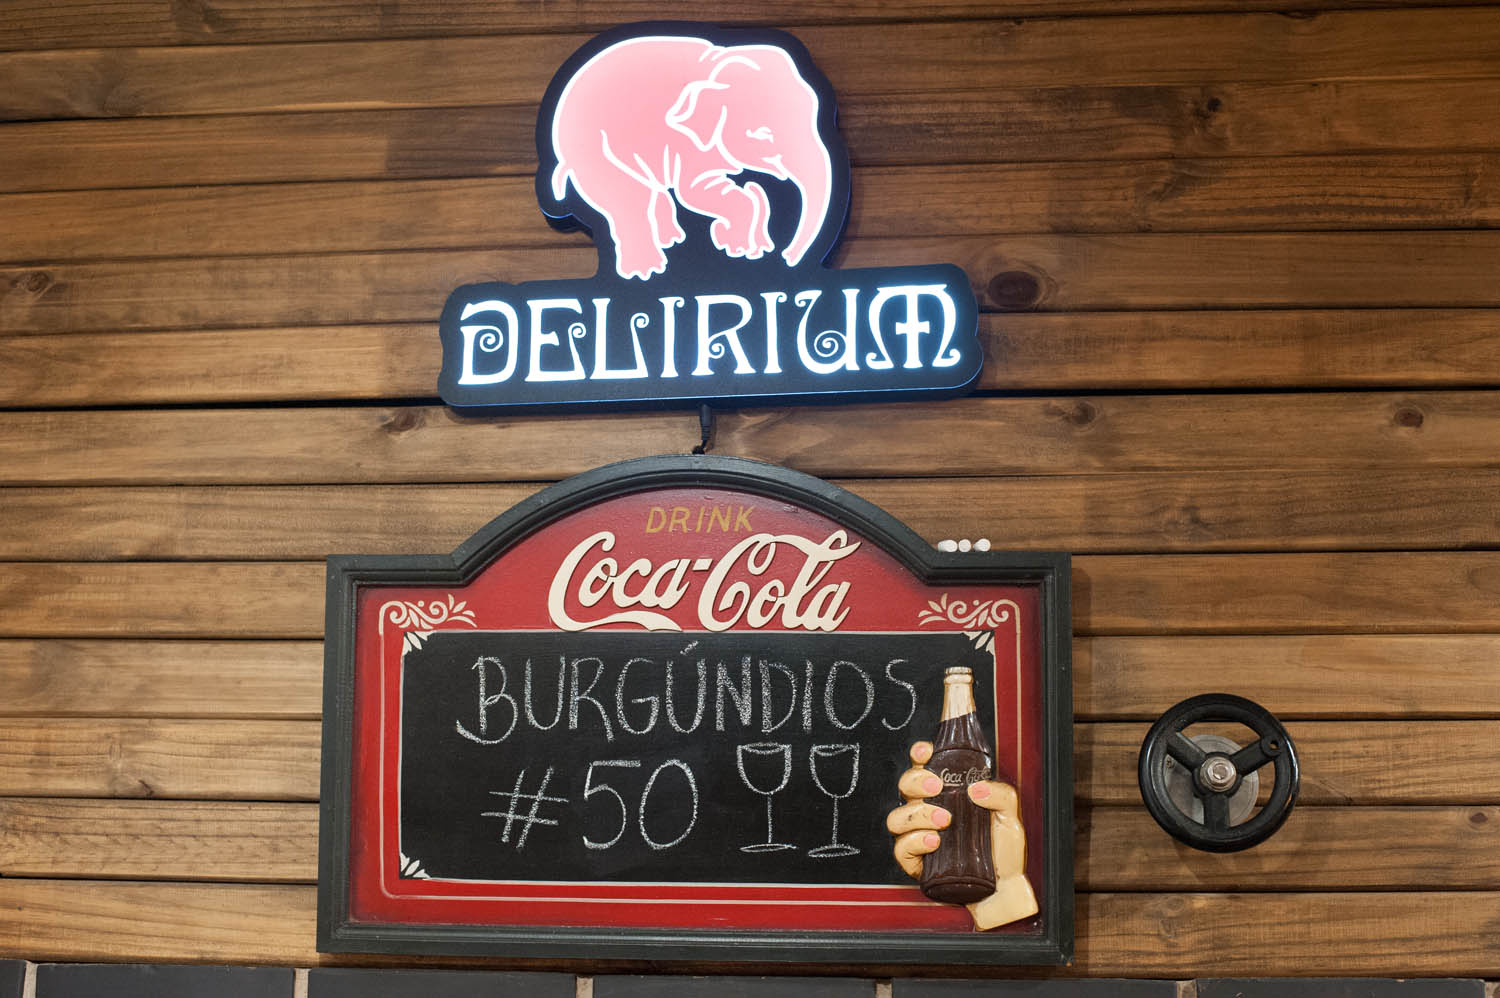 DELIRIUM
DRINK
Coca-Cola
BURGÚNDIOS
#50
Coca-Cola